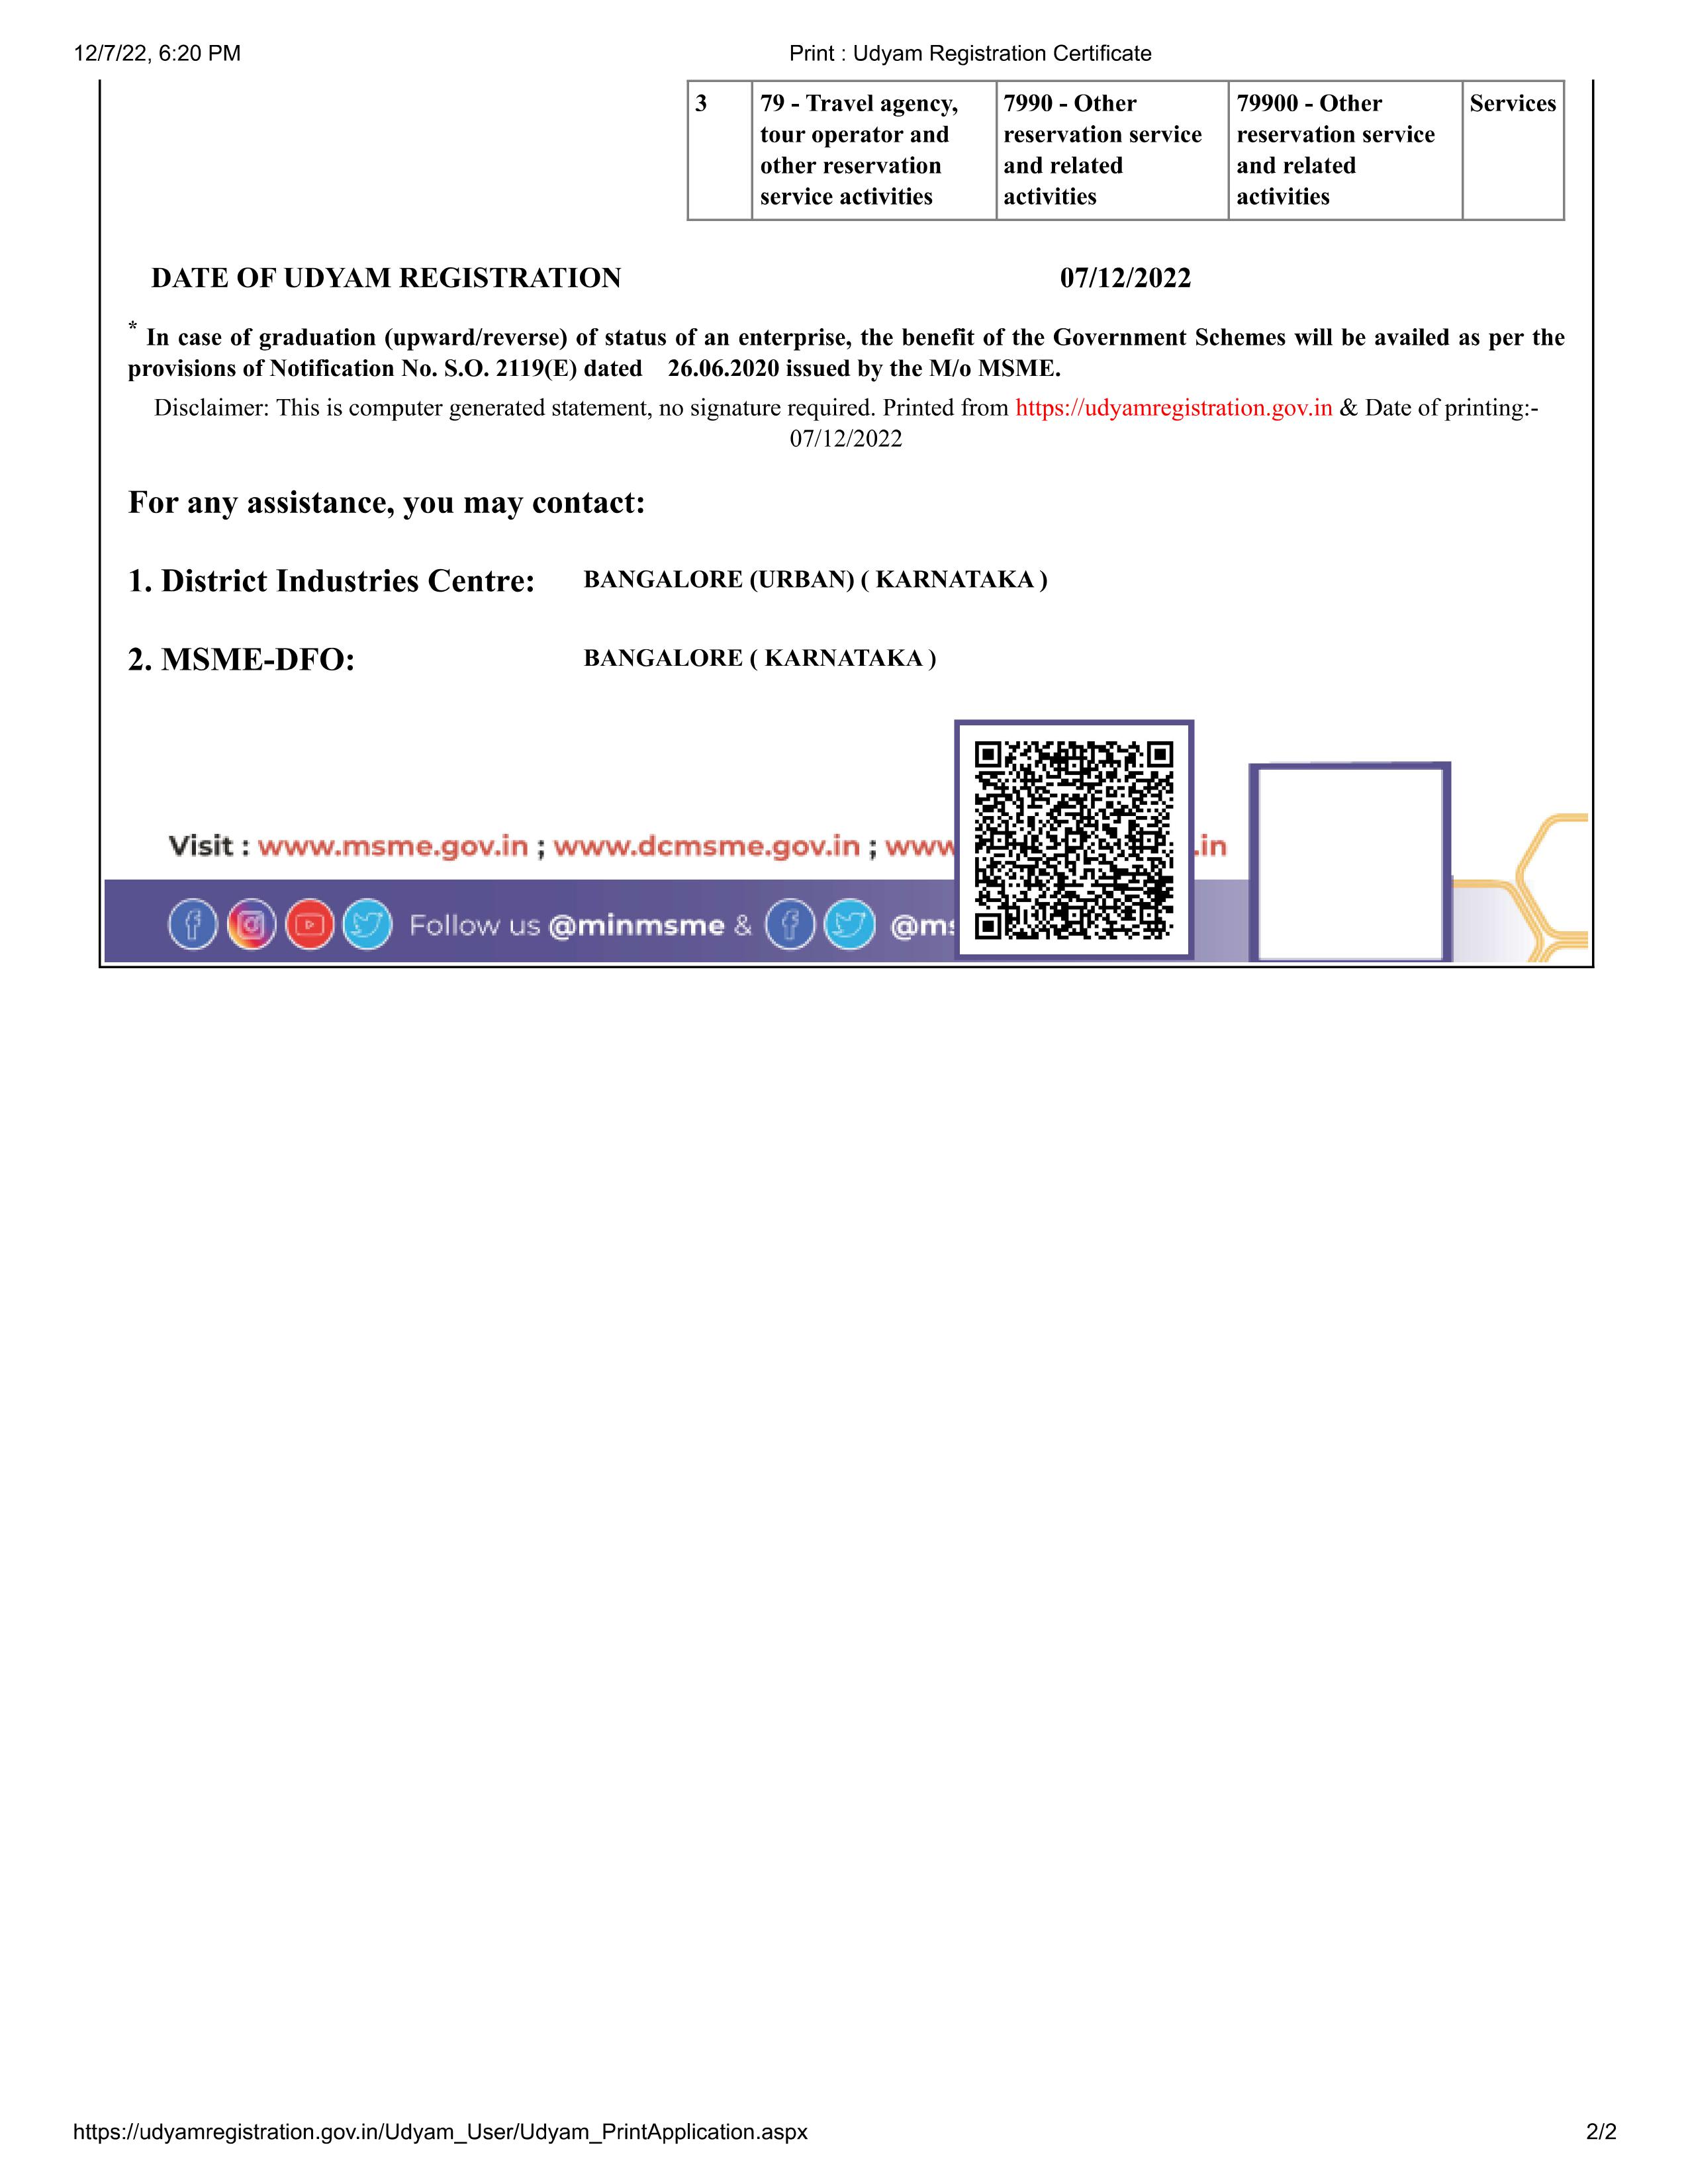 12/7/22, 6:20 PM
Print : Udyam Registration Certificate
3 79 - Travel agency, 7990 - Other 79900 - Other Services
tour operator and reservation service reservation service
other reservation and related and related
service activities activities activities
DATE OF UDYAM REGISTRATION 07/12/2022
* In case of graduation (upward/reverse) of status of an enterprise, the benefit of the Government Schemes will be availed as per the
provisions of Notification No. S.O. 2119(E) dated 26.06.2020 issued by the M/o MSME.
Disclaimer: This is computer generated statement, no signature required. Printed from https://udyamregistration.gov.in & Date of printing:-
07/12/2022
For any assistance, you may contact:
1. District Industries Centre: BANGALORE (URBAN) ( KARNATAKA )
2. MSME-DFO: BANGALORE ( KARNATAKA )
Visit : www.msme.gov.in ; www.dcmsme.gov.in ; www .in
Follow us @minmsme & @ms
https://udyamregistration.gov.in/Udyam_User/Udyam_PrintApplication.aspx 2/2